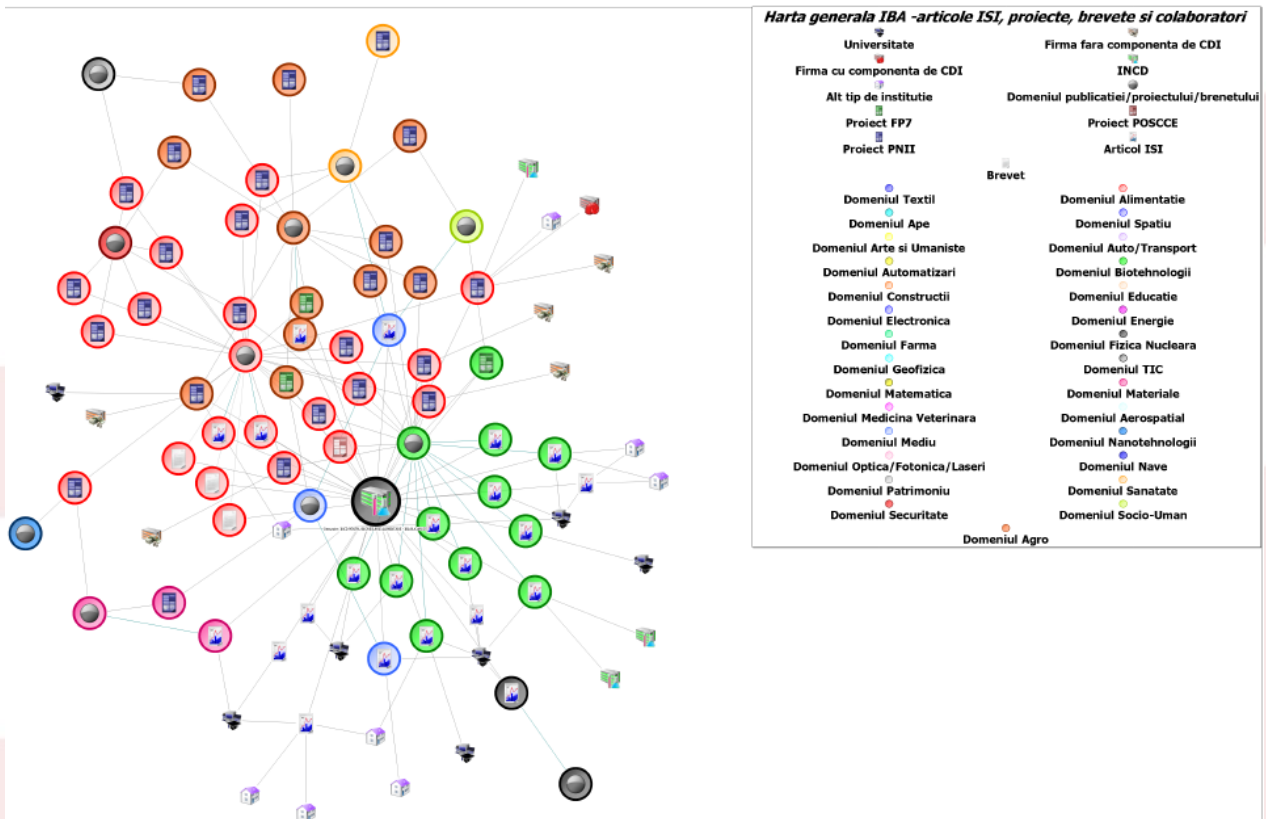 Harta generala IBA -articole ISI, proiecte, brevete si colaboratori
Universitate
Firma fara componenta de CDI
Firma cu componenta de CDI
INCD
Alt tip de institutie
Domeniul publicatiei/proiectului/brenetului
Proiect FP7
Proiect POSCCE
Proiect PNII
Articol ISI
Brevet
Domeniul Textil
Domeniul Alimentatie
Domeniul Ape
Domeniul Spatiu
Domeniul Arte si Umaniste
Domeniul Auto/Transport
Domeniul Automatizari
Domeniul Biotehnologii
Domeniul Constructii
Domeniul Educatie
Domeniul Electronica
Domeniul Energie
Domeniul Farma
Domeniul Fizica Nucleara
Domeniul Geofizica
Domeniul TIC
Domeniul Matematica
Domeniul Materiale
Domeniul Medicina Veterinara
Domeniul Aerospatial
Domeniul Mediu
Domeniul Nanotehnologii
Domeniul Optica/Fotonica/Laseri
Domeniul Nave
Domeniul Patrimoniu
Domeniul Sanatate
Domeniul Securitate
Domeniul Socio-Uman
Domeniul Agro